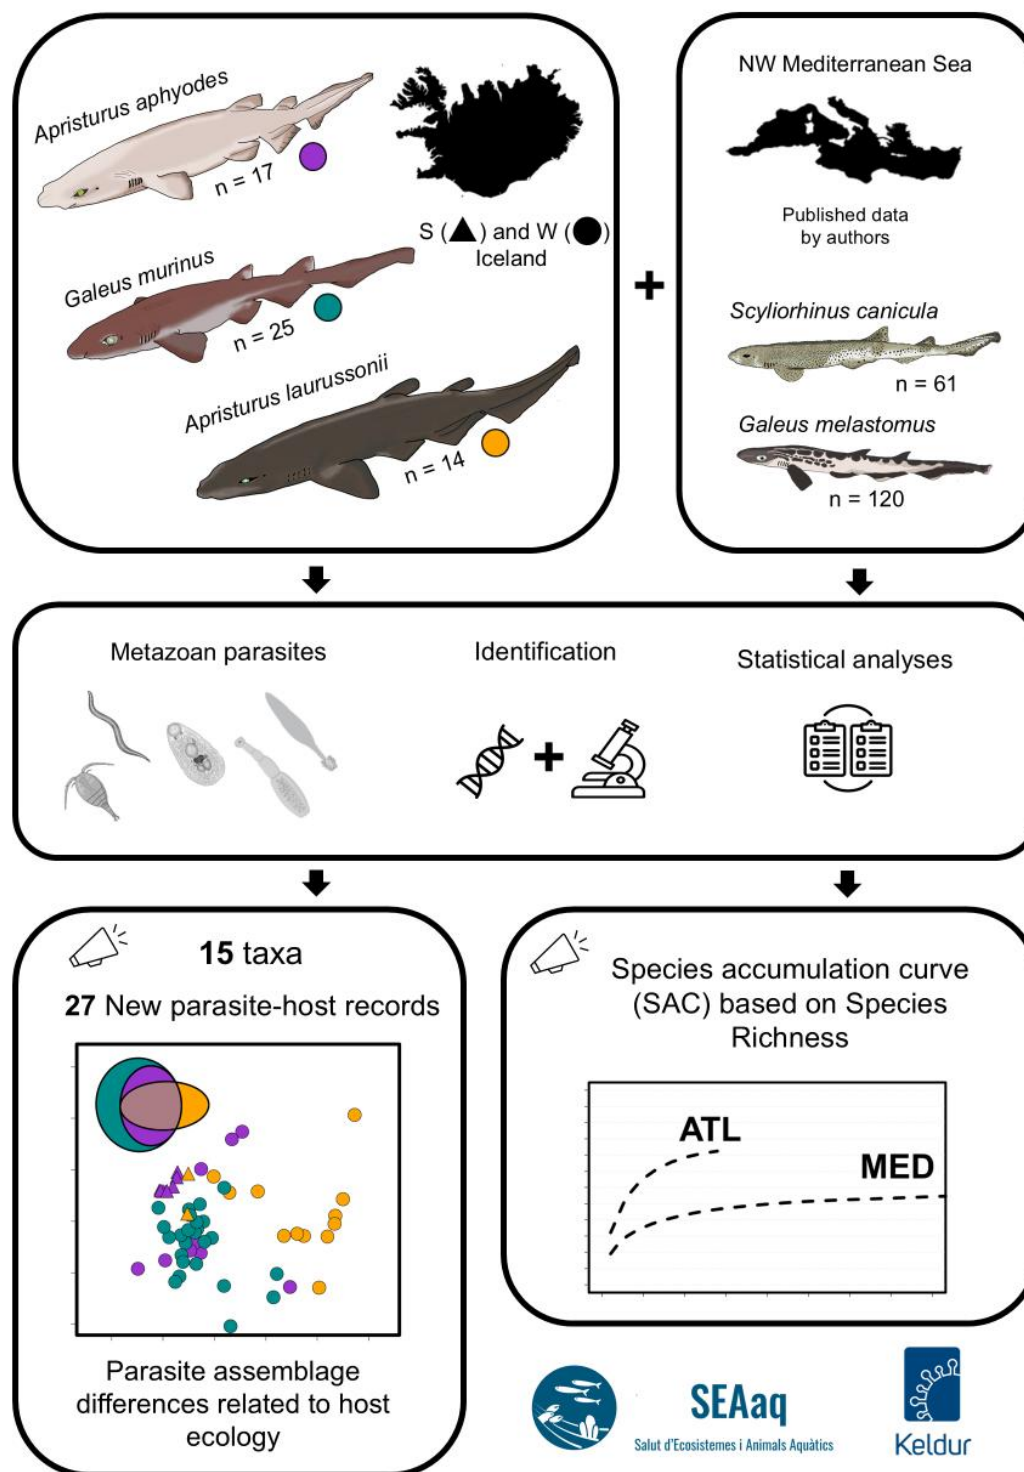 Apristurus aphyodes
n = 17
S (▲) and W (●)
Iceland
Galeus murinus
n = 25
Apristurus laurussonii
n = 14
+
NW Mediterranean Sea
Published data
by authors
Scyliorhinus canicula
n = 61
Galeus melastomus
n = 120
Metazoan parasites
Identification
+
Statistical analyses
15 taxa
27 New parasite-host records
Parasite assemblage
differences related to host
ecology
Species accumulation curve
(SAC) based on Species
Richness
ATL
MED
SEAaq
Salut d'Ecosistemes i Animals Aquàtics
Keldur